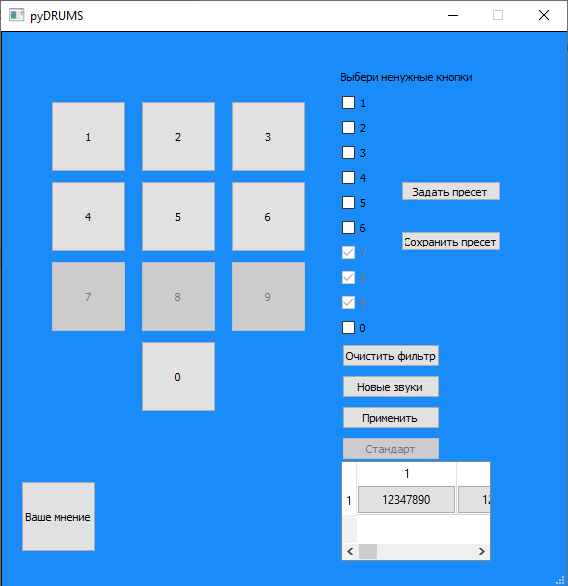 pyDRUMS
Выбери ненужные кнопки
1 2 3
4 5 6
7 8 9
0
1
2
3
4
5
6
7
8
9
0
Задать пресет
Сохранить пресет
Очистить фильтр
Новые звуки
Применить
Стандарт
1
1 12347890 12
Ваше мнение